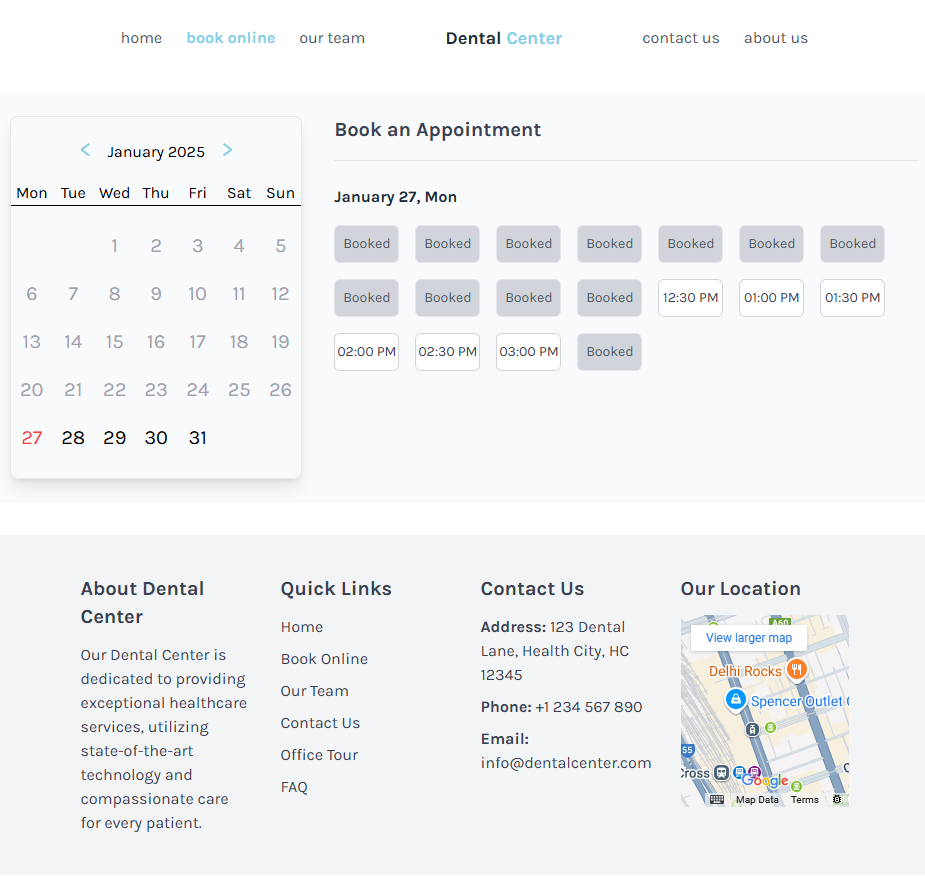 home book online our team Dental Center contact us about us
< January 2025 >
Mon Tue Wed Thu Fri Sat Sun
1 2 3 4 5
6 7 8 9 10 11 12
13 14 15 16 17 18 19
20 21 22 23 24 25 26
27 28 29 30 31
Book an Appointment
January 27, Mon
Booked Booked Booked Booked Booked Booked Booked
Booked Booked Booked Booked 12:30 PM 01:00 PM 01:30 PM
02:00 PM 02:30 PM 03:00 PM Booked
About Dental
Center
Our Dental Center is
dedicated to providing
exceptional healthcare
services, utilizing
state-of-the-art
technology and
compassionate care
for every patient.
Quick Links
Home
Book Online
Our Team
Contact Us
Office Tour
FAQ
Contact Us
Address: 123 Dental
Lane, Health City, HC
12345
Phone: +1 234 567 890
Email:
info@dentalcenter.com
Our Location
A60
View larger map
Delhi Rocks
Spencer Outlet
55
Cross
Google
Map Data Terms